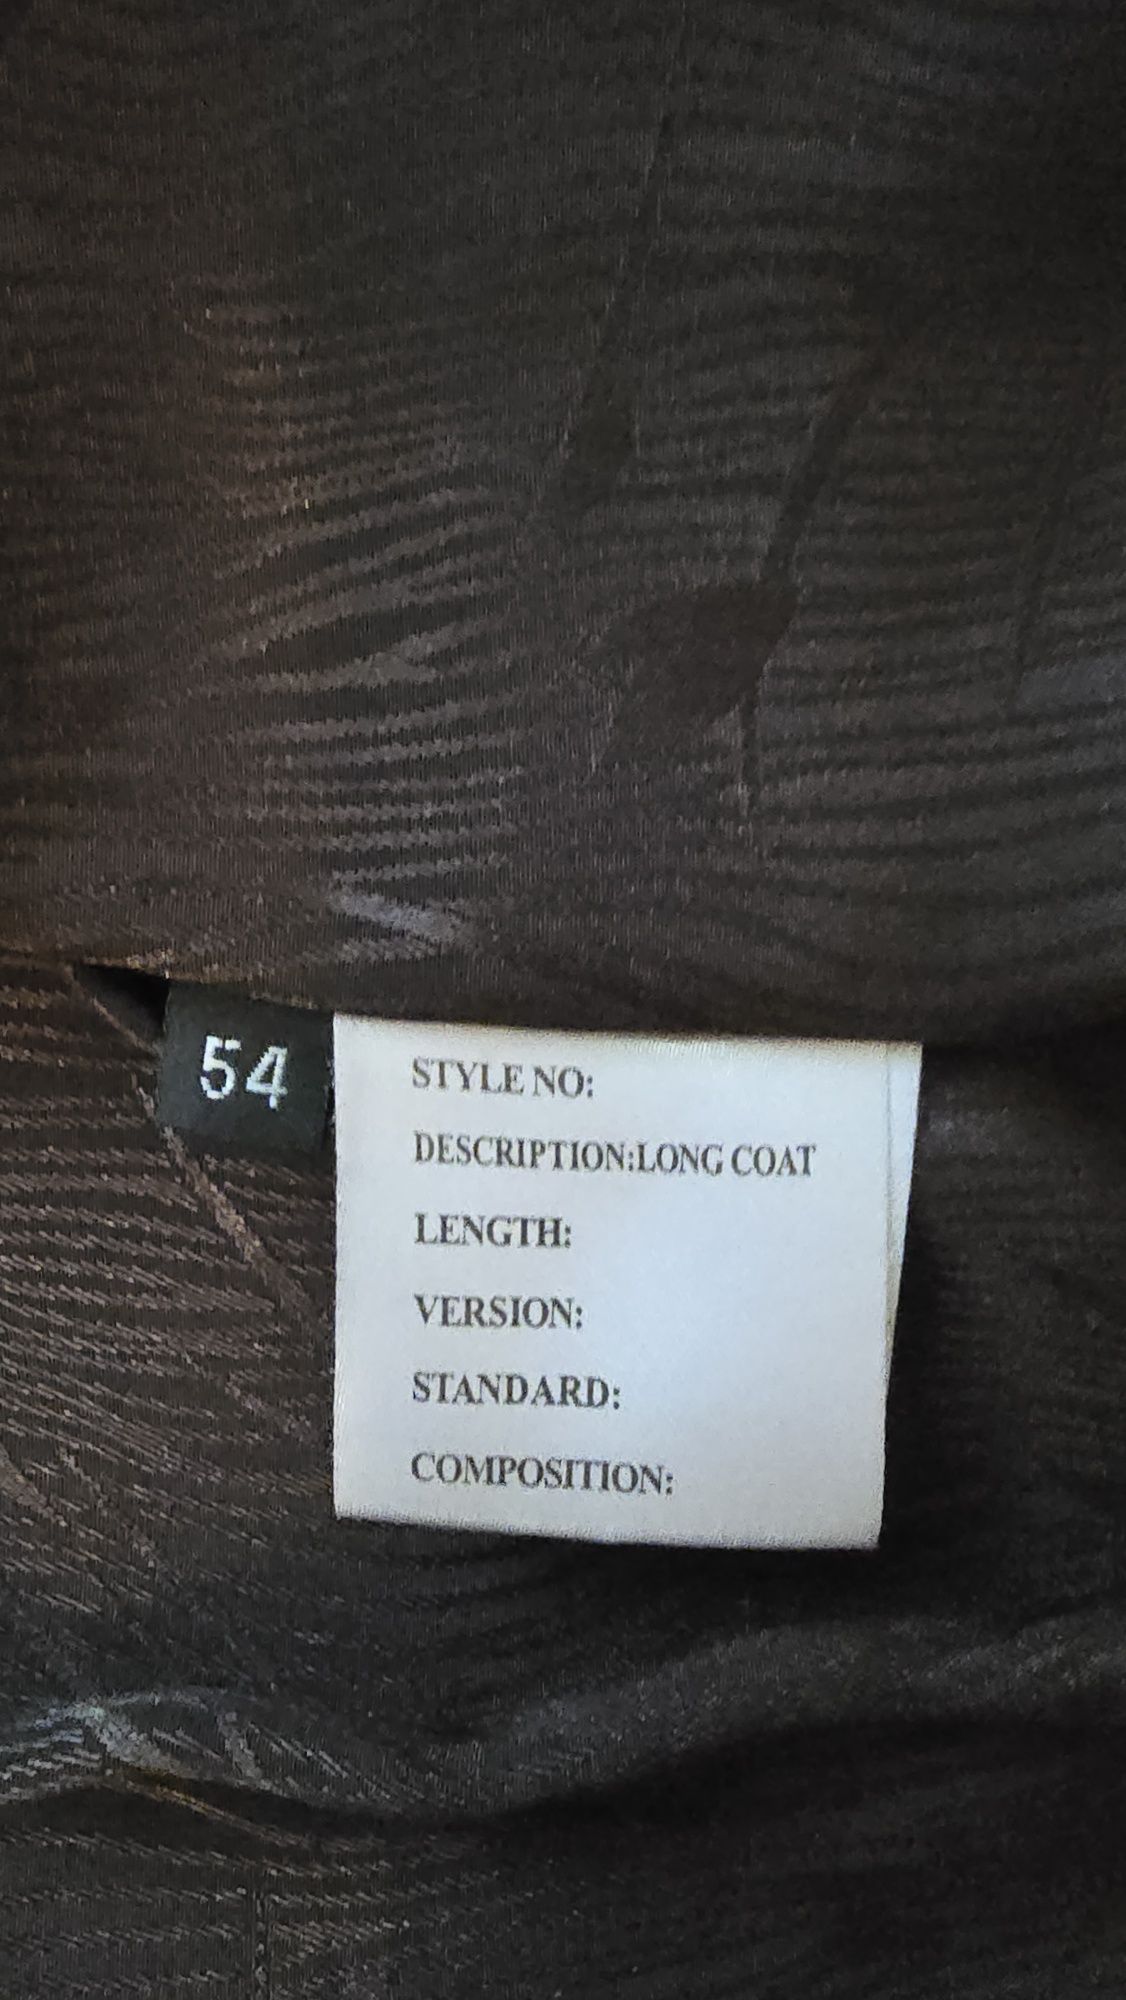 54
STYLE NO:
DESCRIPTION:LONG COAT
LENGTH:
VERSION:
STANDARD:
COMPOSITION: